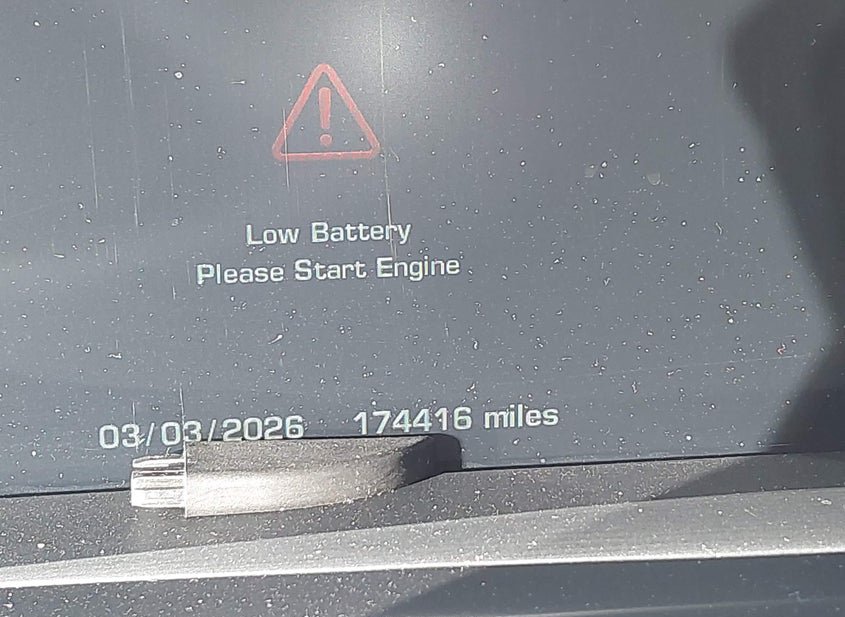 Low Battery
Please Start Engine
03/03/2026 174416 miles